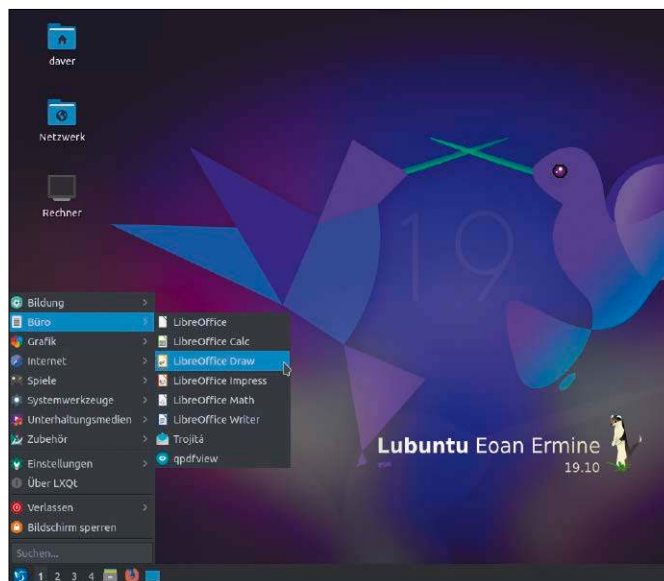 daver
Netzwerk
Rechner
19
Bildung
Büro
Grafik
Internet
Spiele
Systemwerkzeuge
Unterhaltungsmedien
Zubehör
Einstellungen
Über LXQt
Verlassen
Bildschirm sperren
Suchen...
LibreOffice
LibreOffice Calc
LibreOffice Draw
LibreOffice Impress
LibreOffice Math
LibreOffice Writer
Trojitá
qpdfview
Lubuntu Eoan Ermine
19.10
1 2 3 4